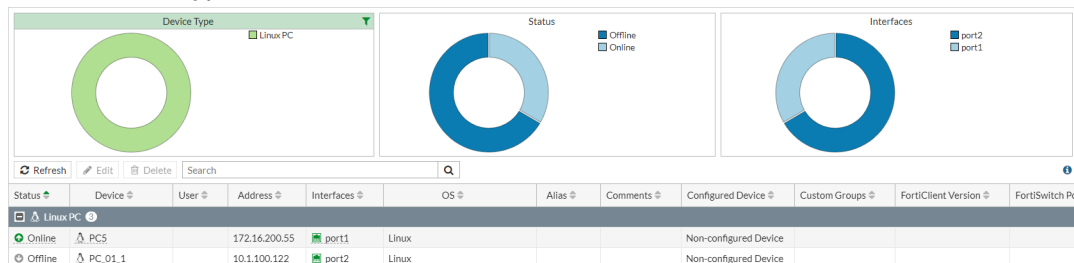 Device Type
Linux PC
Status
Offline
Online
Interfaces
port2
port1
Refresh Edit Delete Search
Status Device User Address Interfaces OS Alias Comments Configured Device Custom Groups FortiClient Version FortiSwitch Po
Linux PC 3
Online PC5 172.16.200.55 port1 Linux Non-configured Device
Offline PC_01_1 10.1.100.122 port2 Linux Non-configured Device